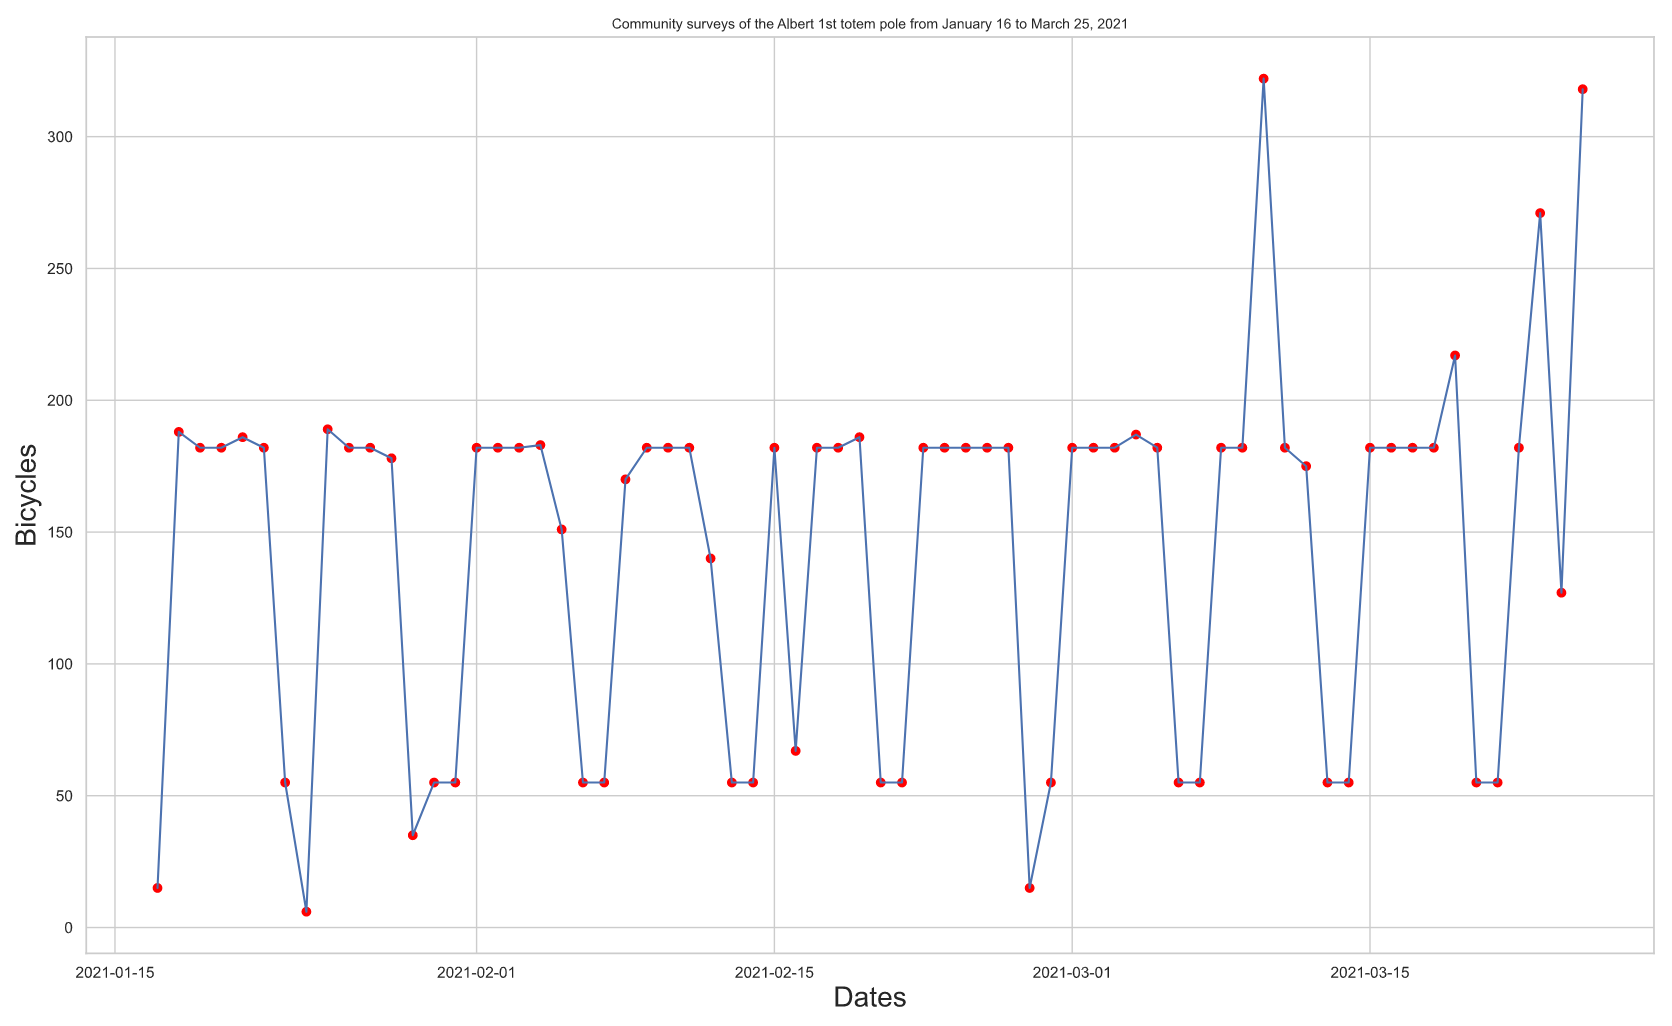 Community surveys of the Albert 1st totem pole from January 16 to March 25, 2021
Bicycles
300
250
200
150
100
50
0
2021-01-15 2021-02-01 2021-02-15 2021-03-01 2021-03-15
Dates